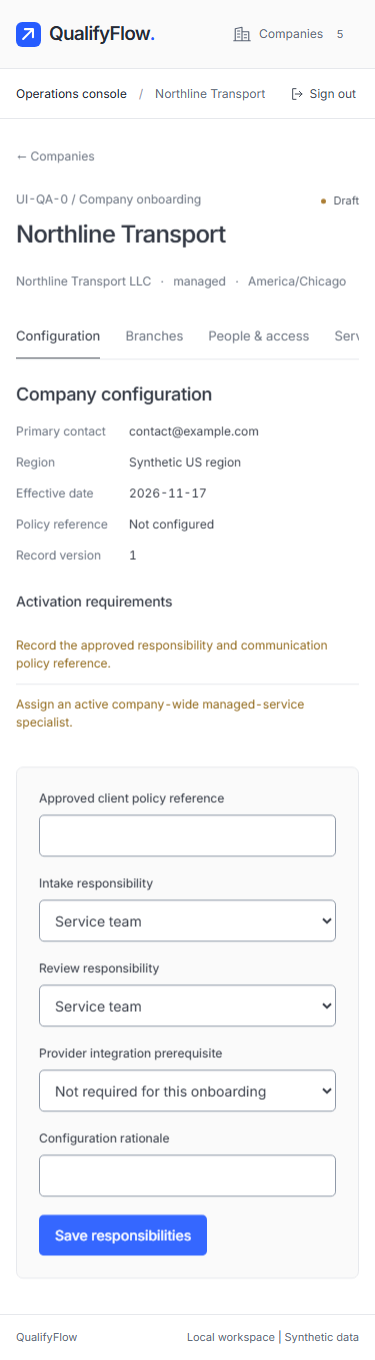 QualifyFlow.
Companies 5
Operations console / Northline Transport
Sign out
← Companies
UI-QA-0 / Company onboarding
Draft
Northline Transport
Northline Transport LLC · managed · America/Chicago
Configuration Branches People & access Serv
Company configuration
Primary contact contact@example.com
Region Synthetic US region
Effective date 2026-11-17
Policy reference Not configured
Record version 1
Activation requirements
Record the approved responsibility and communication
policy reference.
Assign an active company-wide managed-service
specialist.
Approved client policy reference
Intake responsibility
Service team
Review responsibility
Service team
Provider integration prerequisite
Not required for this onboarding
Configuration rationale
Save responsibilities
QualifyFlow
Local workspace | Synthetic data